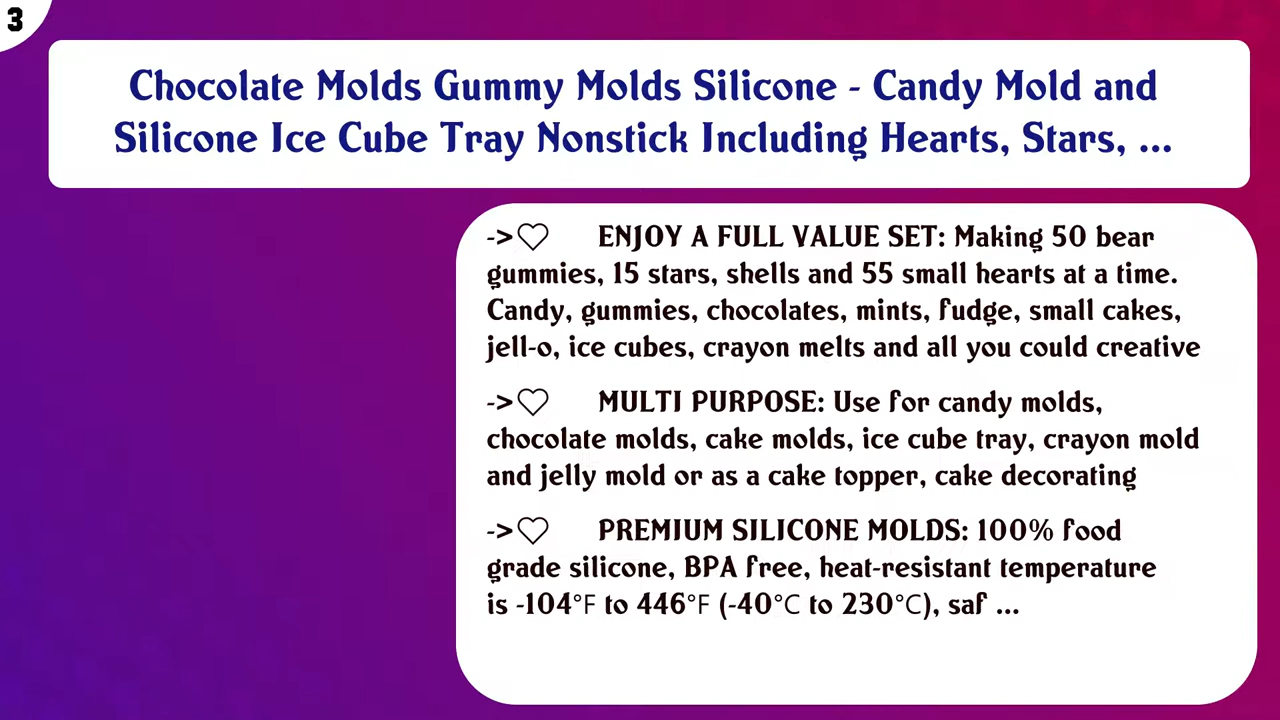 3
Chocolate Molds Gummy Molds Silicone - Candy Mold and
Silicone Ice Cube Tray Nonstick Including Hearts, Stars, ...
->♡ ENJOY A FULL VALUE SET: Making 50 bear
gummies, 15 stars, shells and 55 small hearts at a time.
Candy, gummies, chocolates, mints, fudge, small cakes,
jell-o, ice cubes, crayon melts and all you could creative
->♡ MULTI PURPOSE: Use for candy molds,
chocolate molds, cake molds, ice cube tray, crayon mold
and jelly mold or as a cake topper, cake decorating
->♡ PREMIUM SILICONE MOLDS: 100% food
grade silicone, BPA free, heat-resistant temperature
is -104°F to 446°F (-40°C to 230°C), saf ...